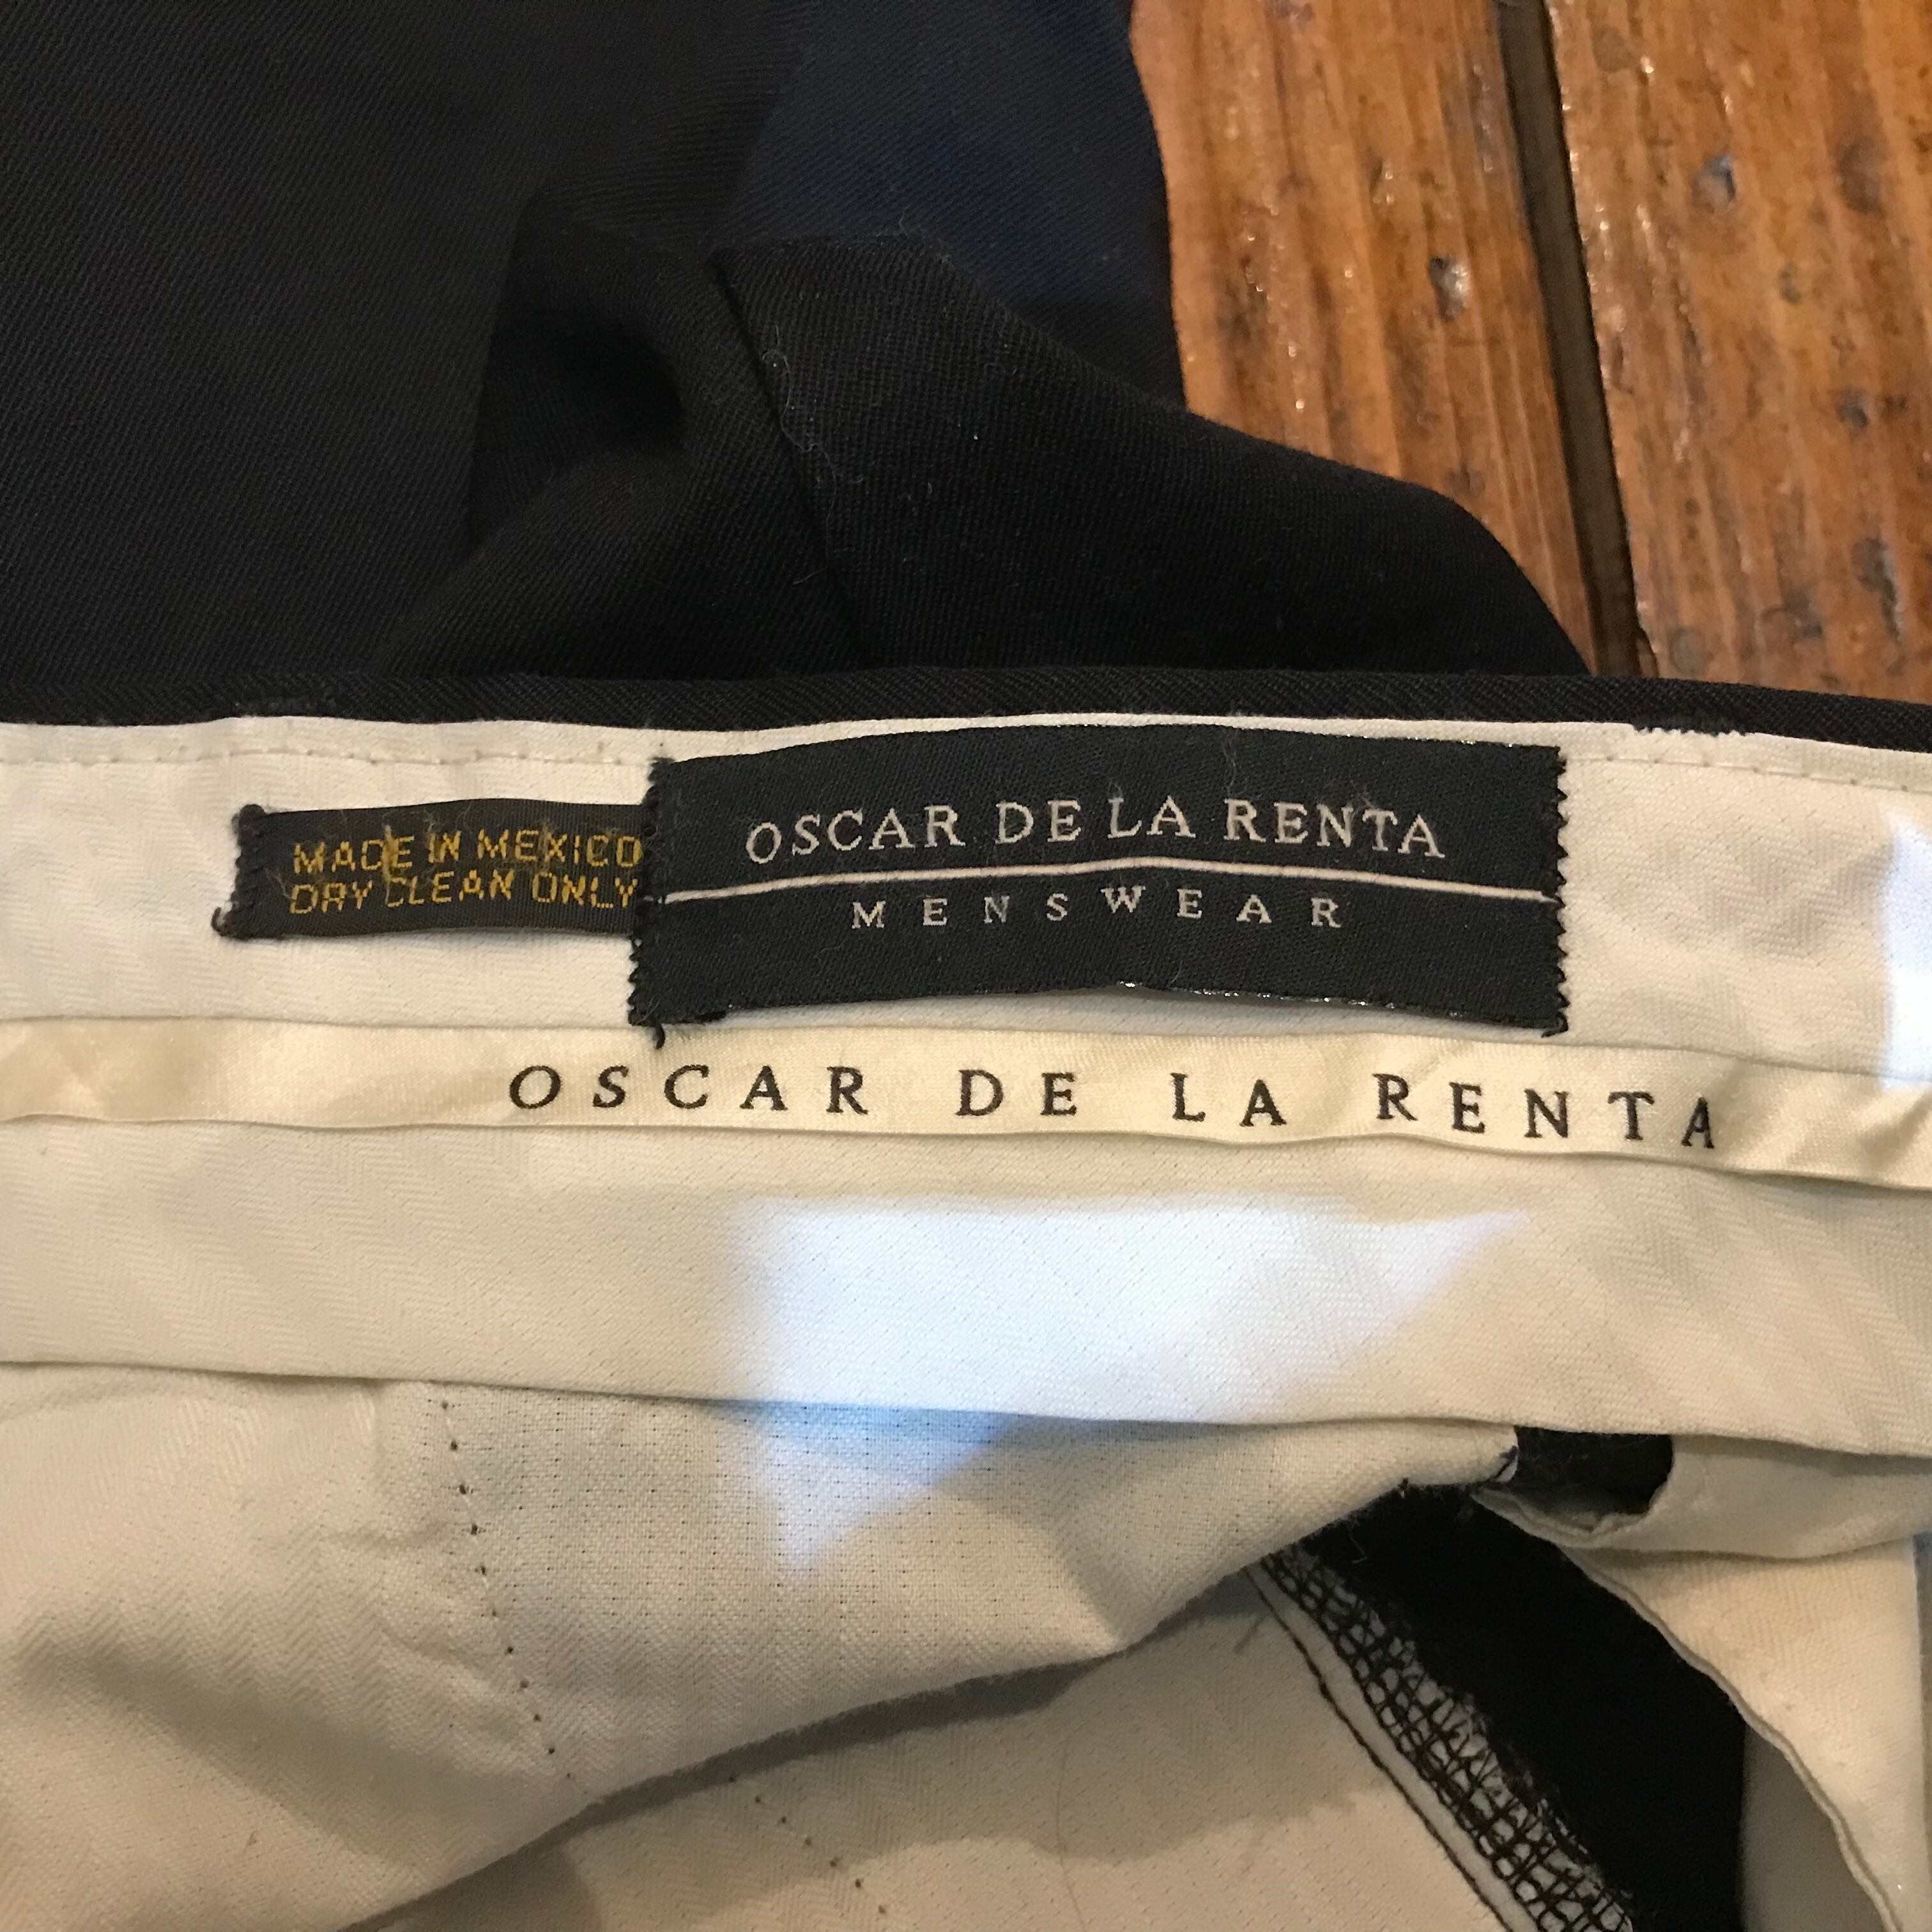 MADE IN MEXICO
DRY CLEAN ONLY
OSCAR DE LA RENTA
MENSWEAR
OSCAR DE LA RENTA